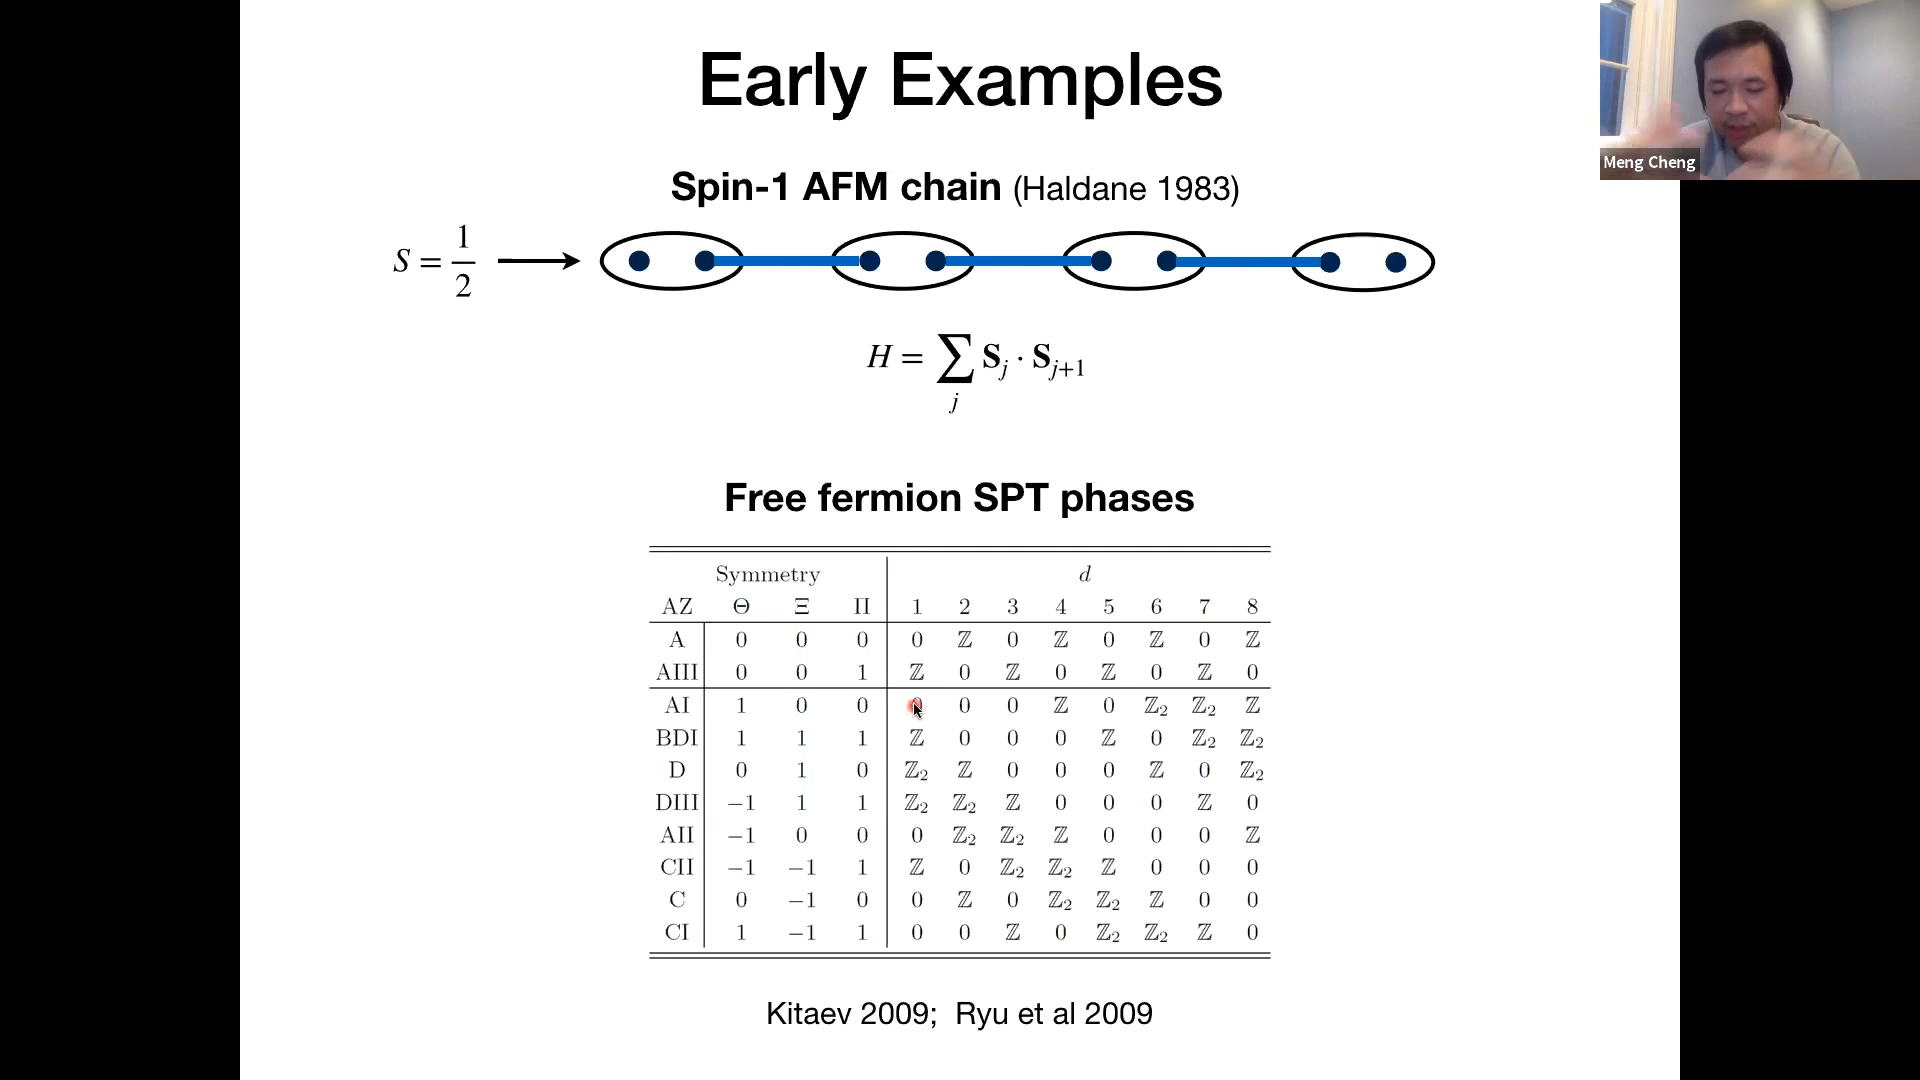 Early Examples
Meng Cheng
Spin-1 AFM chain (Haldane 1983)
S = 1/2
H = ∑_j S_j · S_{j+1}
Free fermion SPT phases
Symmetry d
AZ Θ Ξ Π 1 2 3 4 5 6 7 8
A 0 0 0 0 ℤ 0 ℤ 0 ℤ 0 ℤ
AIII 0 0 1 ℤ 0 ℤ 0 ℤ 0 ℤ 0
AI 1 0 0 0 0 0 ℤ 0 ℤ₂ ℤ₂ ℤ
BDI 1 1 1 ℤ 0 0 0 ℤ 0 ℤ₂ ℤ₂
D 0 1 0 ℤ₂ ℤ 0 0 0 ℤ 0 ℤ₂
DIII −1 1 1 ℤ₂ ℤ₂ ℤ 0 0 0 ℤ 0
AII −1 0 0 0 ℤ₂ ℤ₂ ℤ 0 0 0 ℤ
CII −1 −1 1 ℤ 0 ℤ₂ ℤ₂ ℤ 0 0 0
C 0 −1 0 0 ℤ 0 ℤ₂ ℤ₂ ℤ 0 0
CI 1 −1 1 0 0 ℤ 0 ℤ₂ ℤ₂ ℤ 0
Kitaev 2009; Ryu et al 2009